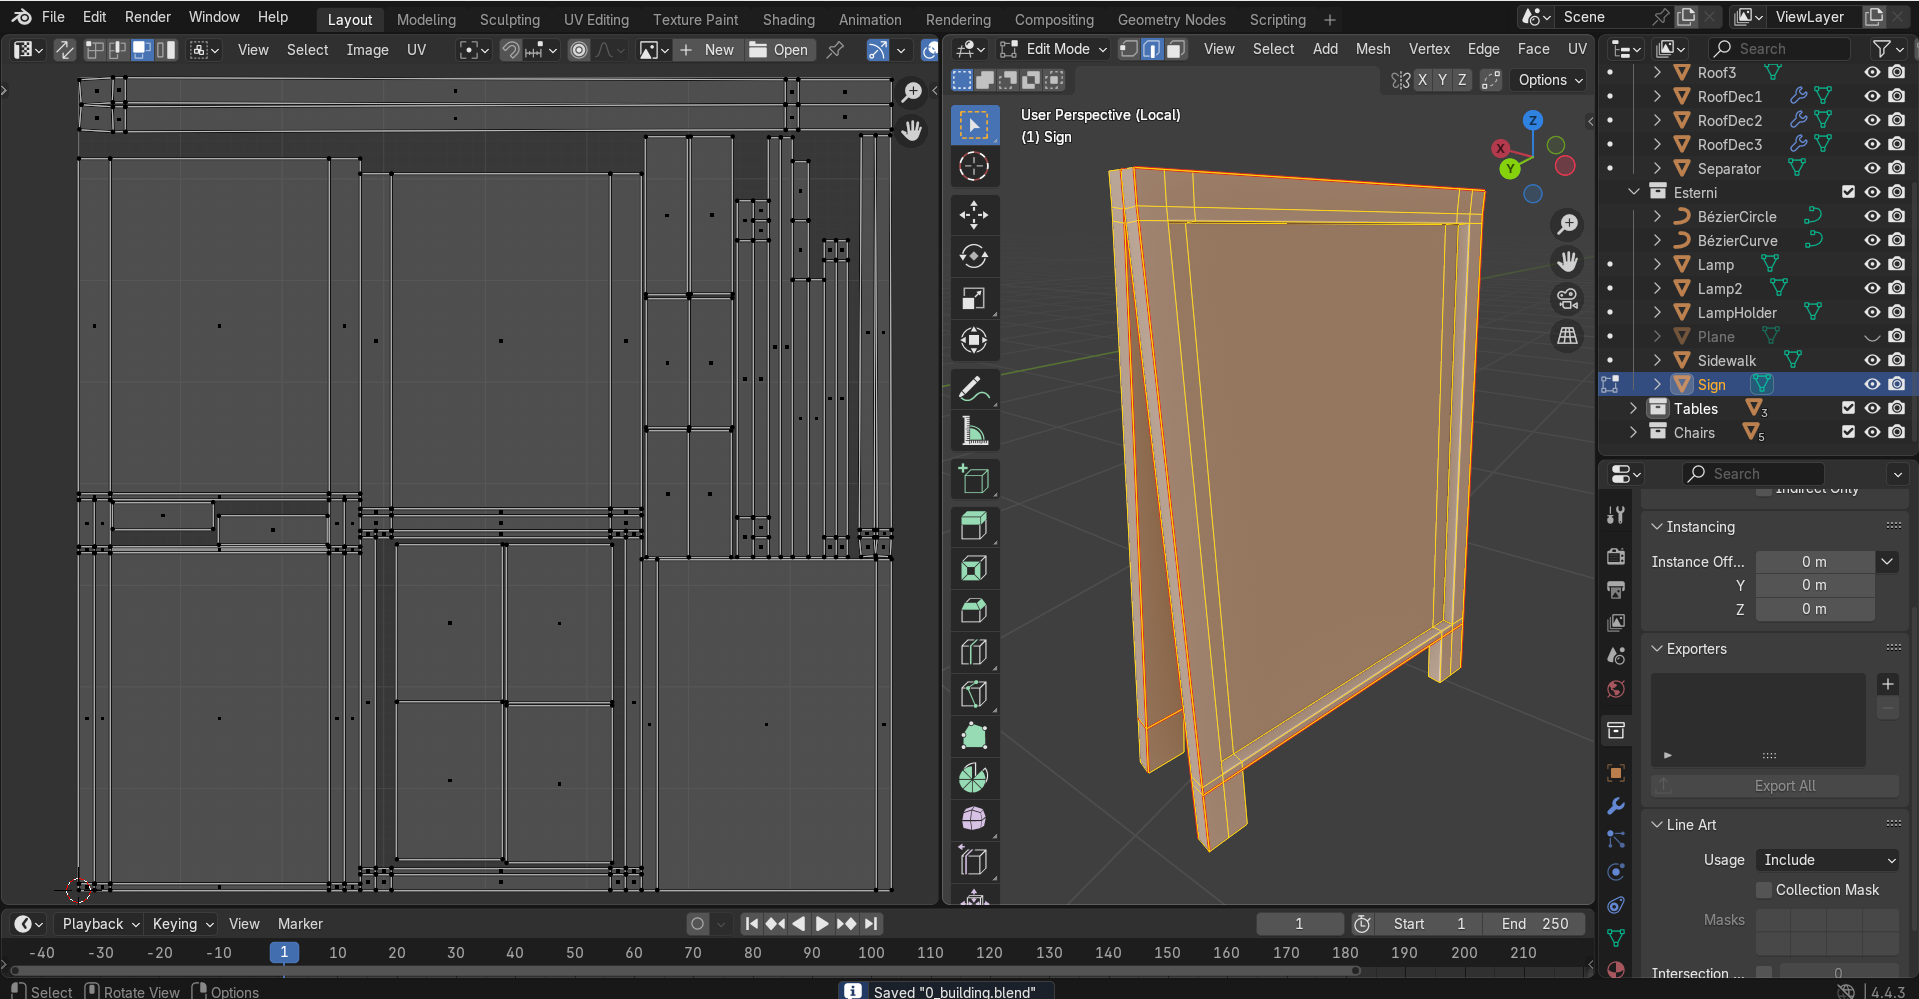 File Edit Render Window Help Layout Modeling Sculpting UV Editing Texture Paint Shading Animation Rendering Compositing Geometry Nodes Scripting + Scene ViewLayer
View Select Image UV New Open
Edit Mode View Select Add Mesh Vertex Edge Face UV
Search
X Y Z Options
User Perspective (Local)
(1) Sign
Z
X
Y
Roof3
RoofDec1
RoofDec2
RoofDec3
Separator
Esterni
BézierCircle
BézierCurve
Lamp
Lamp2
LampHolder
Plane
Sidewalk
Sign
Tables 3
Chairs 5
Search
Indirect Only
Instancing
Instance Off... 0 m
Y 0 m
Z 0 m
Exporters
Export All
Line Art
Usage Include
Collection Mask
Masks
Intersection ... 0
Playback Keying View Marker
1 Start 1 End 250
-40 -30 -20 -10 1 10 20 30 40 50 60 70 80 90 100 110 120 130 140 150 160 170 180 190 200 210
Select Rotate View Options Saved "0_building.blend" 4.4.3